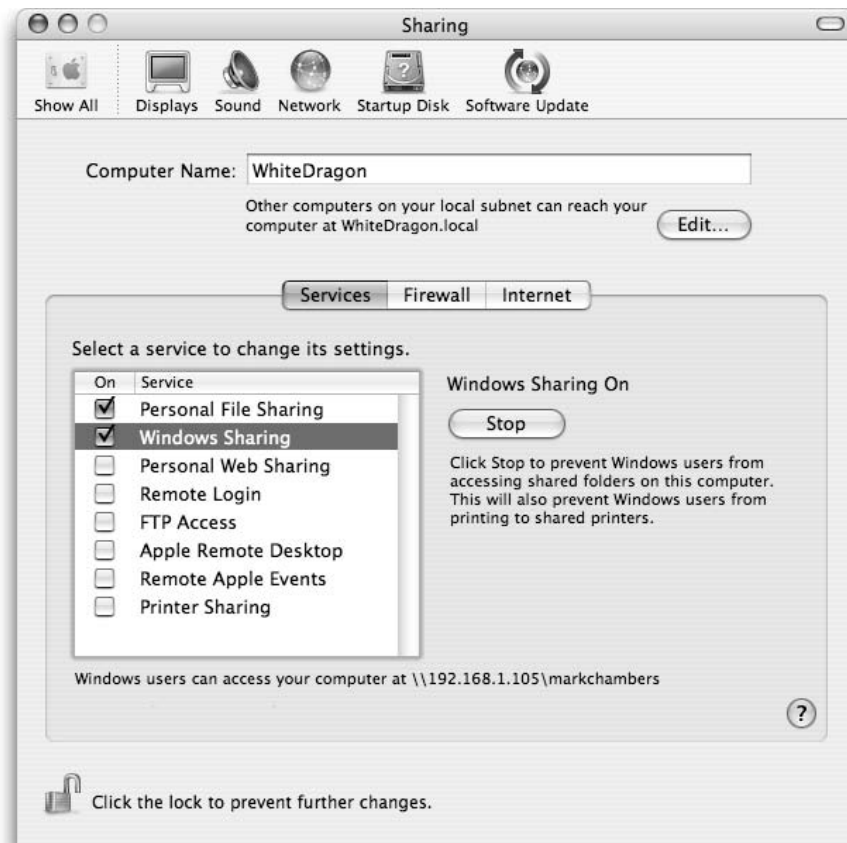 Sharing
Show All
Displays
Sound
Network
Startup Disk
Software Update
Computer Name: WhiteDragon
Other computers on your local subnet can reach your
computer at WhiteDragon.local
Edit...
Services
Firewall
Internet
Select a service to change its settings.
On
Service
Personal File Sharing
Windows Sharing
Personal Web Sharing
Remote Login
FTP Access
Apple Remote Desktop
Remote Apple Events
Printer Sharing
Windows Sharing On
Stop
Click Stop to prevent Windows users from
accessing shared folders on this computer.
This will also prevent Windows users from
printing to shared printers.
Windows users can access your computer at \\192.168.1.105\markchambers
?
Click the lock to prevent further changes.